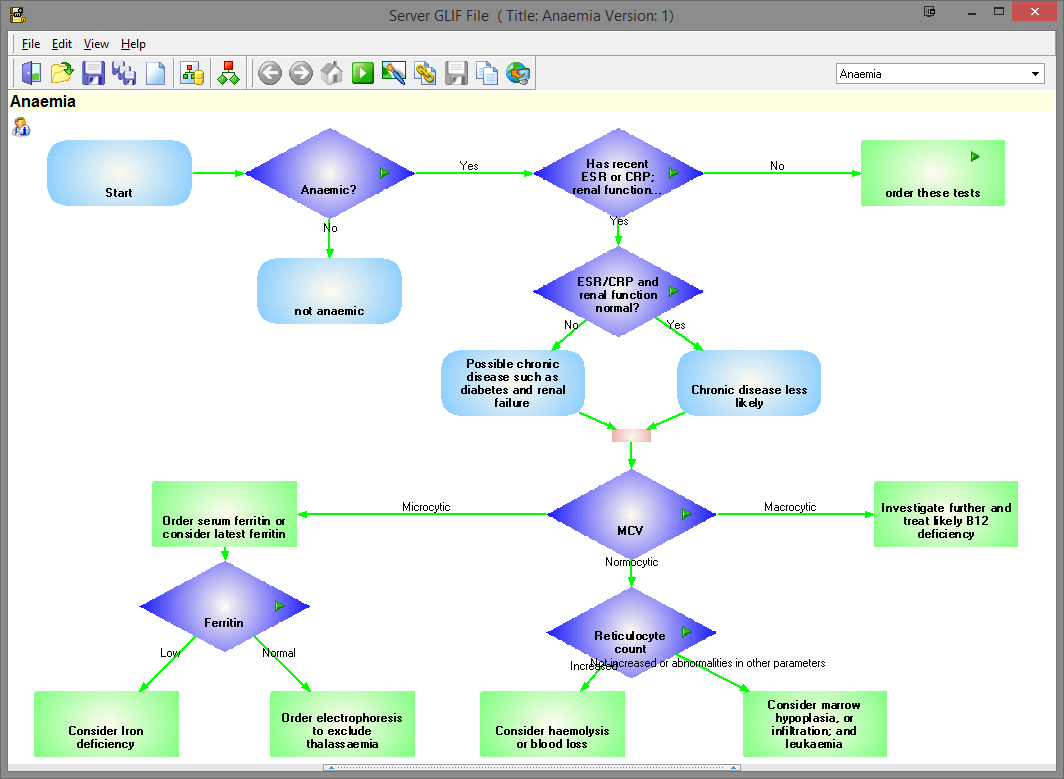 Server GLIF File ( Title: Anaemia Version: 1)
File Edit View Help
Anaemia
Anaemia
Start
Anaemic?
Yes
Has recent
ESR or CRP;
renal function...
No
order these tests
No
not anaemic
Yes
ESR/CRP and
renal function
normal?
No
Yes
Possible chronic
disease such as
diabetes and renal
failure
Chronic disease less
likely
Microcytic
MCV
Macrocytic
Order serum ferritin or
consider latest ferritin
Investigate further and
treat likely B12
deficiency
Normocytic
Ferritin
Reticulocyte
count
Low
Normal
Increased
Not increased or abnormalities in other parameters
Consider Iron
deficiency
Order electrophoresis
to exclude
thalassaemia
Consider haemolysis
or blood loss
Consider marrow
hypoplasia, or
infiltration; and
leukaemia